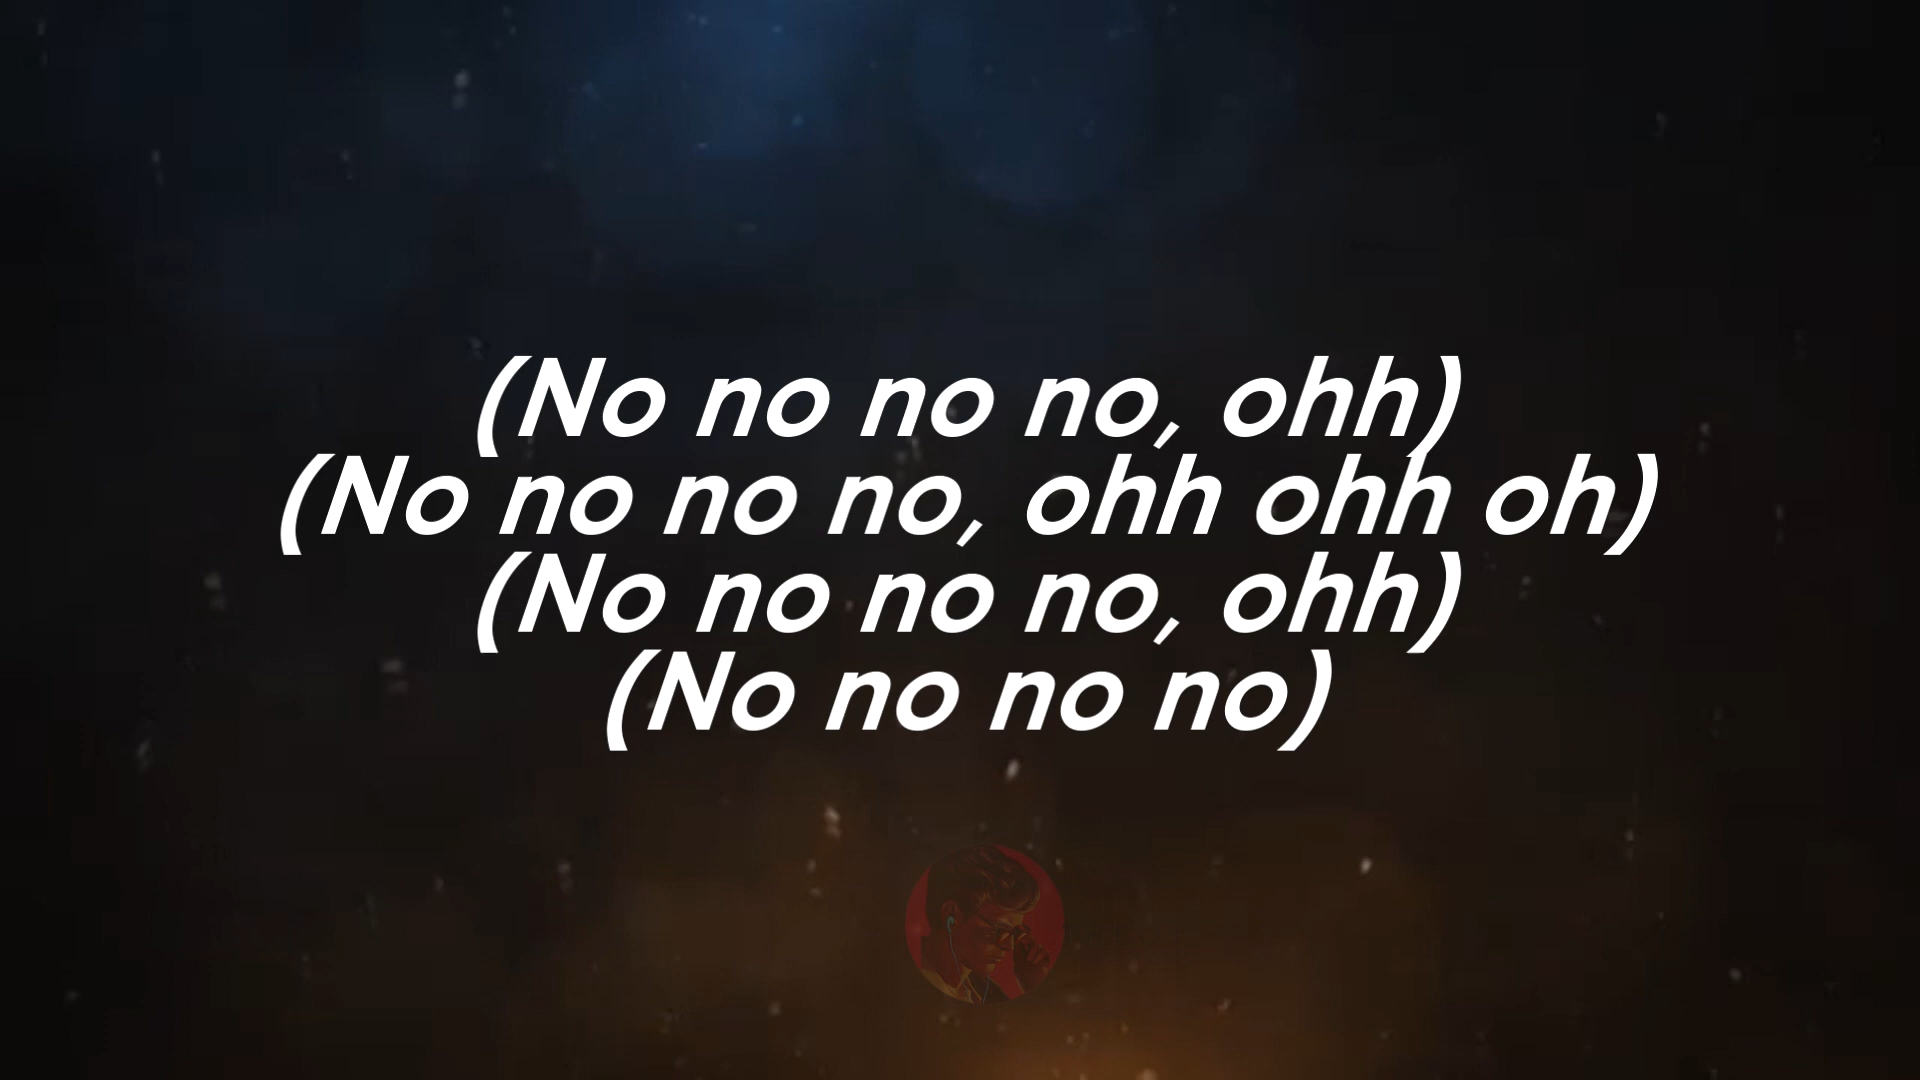 (No no no no, ohh)
(No no no no, ohh ohh oh)
(No no no no, ohh)
(No no no no)